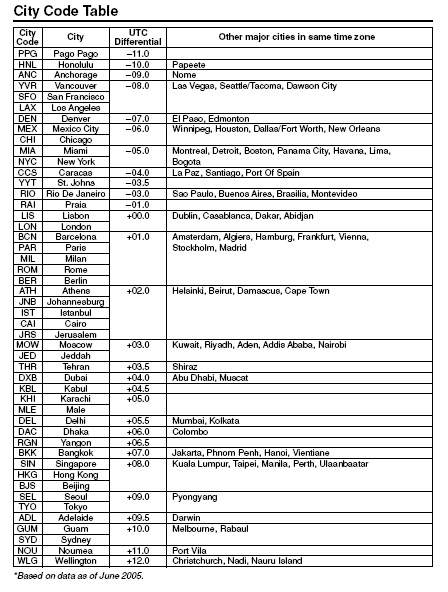 City Code Table
City Code City UTC Differential Other major cities in same time zone
PPG Pago Pago –11.0
HNL Honolulu –10.0 Papeete
ANC Anchorage –09.0 Nome
YVR Vancouver –08.0 Las Vegas, Seattle/Tacoma, Dawson City
SFO San Francisco
LAX Los Angeles
DEN Denver –07.0 El Paso, Edmonton
MEX Mexico City –06.0 Winnipeg, Houston, Dallas/Fort Worth, New Orleans
CHI Chicago
MIA Miami –05.0 Montreal, Detroit, Boston, Panama City, Havana, Lima,
NYC New York Bogota
CCS Caracas –04.0 La Paz, Santiago, Port Of Spain
YYT St. Johns –03.5
RIO Rio De Janeiro –03.0 Sao Paulo, Buenos Aires, Brasilia, Montevideo
RAI Praia –01.0
LIS Lisbon +00.0 Dublin, Casablanca, Dakar, Abidjan
LON London
BCN Barcelona +01.0 Amsterdam, Algiers, Hamburg, Frankfurt, Vienna,
PAR Paris Stockholm, Madrid
MIL Milan
ROM Rome
BER Berlin
ATH Athens +02.0 Helsinki, Beirut, Damascus, Cape Town
JNB Johannesburg
IST Istanbul
CAI Cairo
JRS Jerusalem
MOW Moscow +03.0 Kuwait, Riyadh, Aden, Addis Ababa, Nairobi
JED Jeddah
THR Tehran +03.5 Shiraz
DXB Dubai +04.0 Abu Dhabi, Muscat
KBL Kabul +04.5
KHI Karachi +05.0
MLE Male
DEL Delhi +05.5 Mumbai, Kolkata
DAC Dhaka +06.0 Colombo
RGN Yangon +06.5
BKK Bangkok +07.0 Jakarta, Phnom Penh, Hanoi, Vientiane
SIN Singapore +08.0 Kuala Lumpur, Taipei, Manila, Perth, Ulaanbaatar
HKG Hong Kong
BJS Beijing
SEL Seoul +09.0 Pyongyang
TYO Tokyo
ADL Adelaide +09.5 Darwin
GUM Guam +10.0 Melbourne, Rabaul
SYD Sydney
NOU Noumea +11.0 Port Vila
WLG Wellington +12.0 Christchurch, Nadi, Nauru Island
*Based on data as of June 2005.